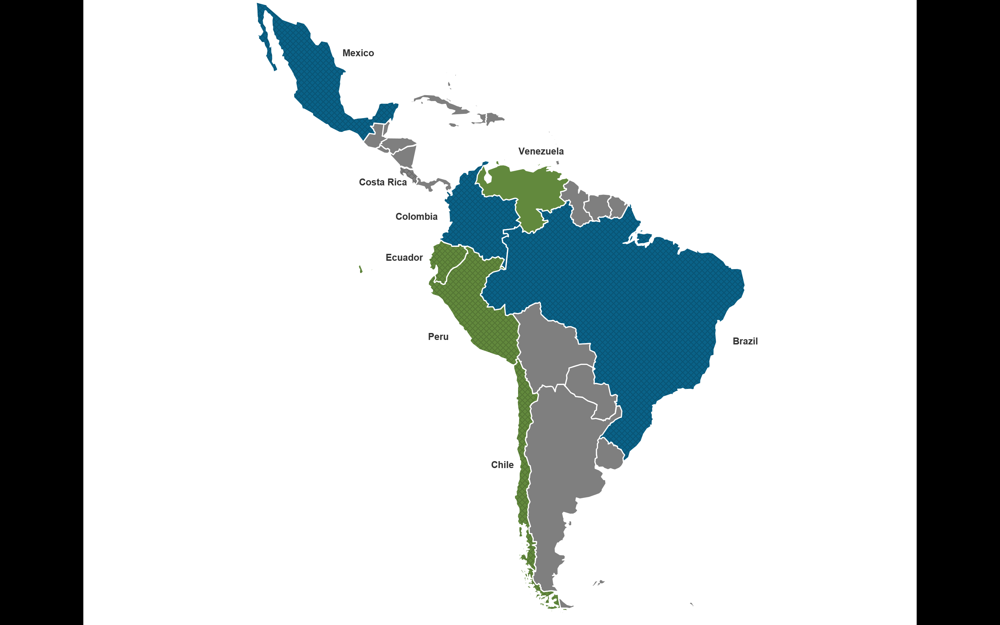 Mexico
Venezuela
Costa Rica
Colombia
Ecuador
Peru
Brazil
Chile